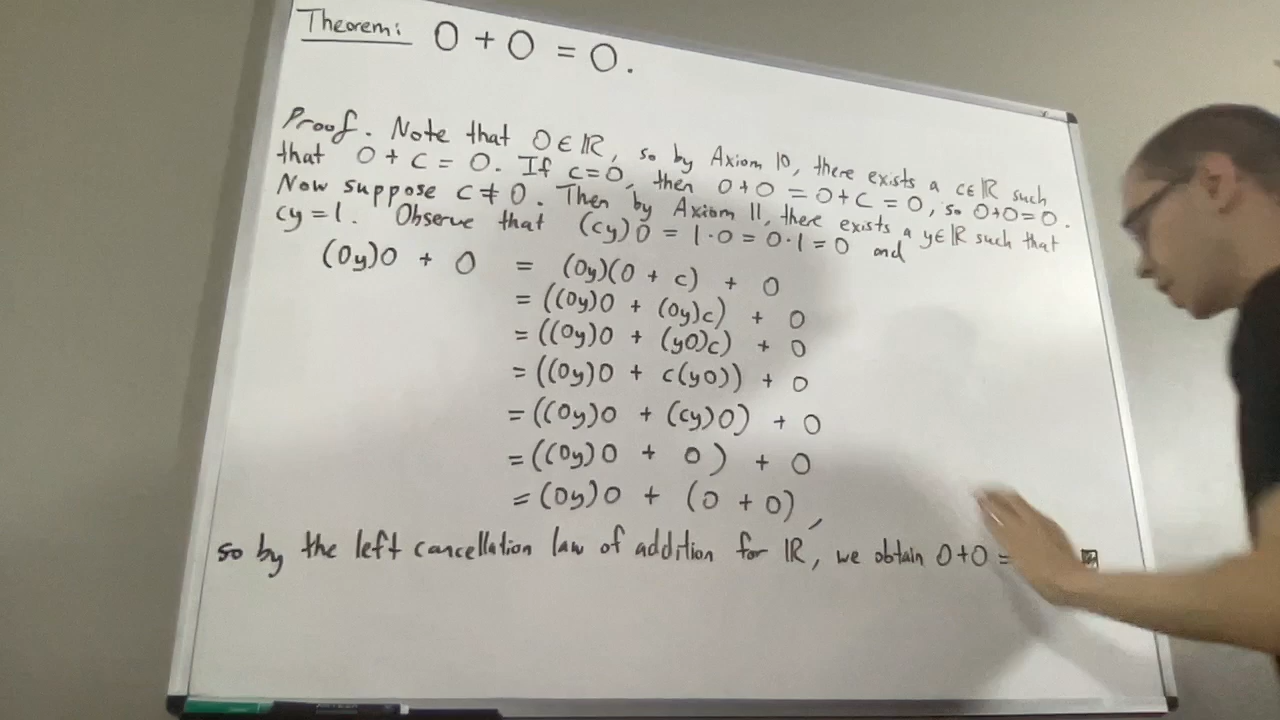 Theorem: 0 + 0 = 0.
Proof. Note that 0 ∈ ℝ, so by Axiom 10, there exists a c∈ℝ such
that 0 + c = 0. If c=0, then 0+0 = 0+c = 0, so 0+0=0.
Now suppose c ≠ 0. Then by Axiom 11, there exists a y∈ℝ such that
cy=1. Observe that (cy)0 = 1·0 = 0·1 = 0 and
(0y)0 + 0 = (0y)(0 + c) + 0
= ((0y)0 + (0y)c) + 0
= ((0y)0 + (y0)c) + 0
= ((0y)0 + c(y0)) + 0
= ((0y)0 + (cy)0) + 0
= ((0y)0 + 0) + 0
= (0y)0 + (0 + 0),
so by the left cancellation law of addition for ℝ, we obtain 0+0 =